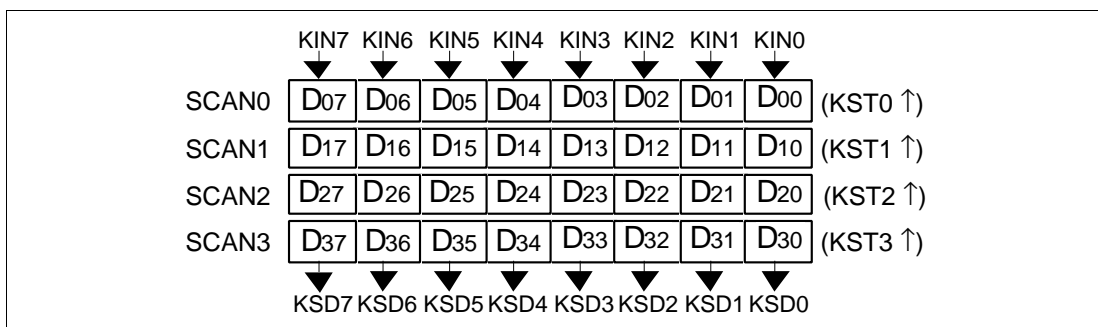 KIN7 KIN6 KIN5 KIN4 KIN3 KIN2 KIN1 KIN0
SCAN0 D07 D06 D05 D04 D03 D02 D01 D00 (KST0 ↑)
SCAN1 D17 D16 D15 D14 D13 D12 D11 D10 (KST1 ↑)
SCAN2 D27 D26 D25 D24 D23 D22 D21 D20 (KST2 ↑)
SCAN3 D37 D36 D35 D34 D33 D32 D31 D30 (KST3 ↑)
KSD7 KSD6 KSD5 KSD4 KSD3 KSD2 KSD1 KSD0